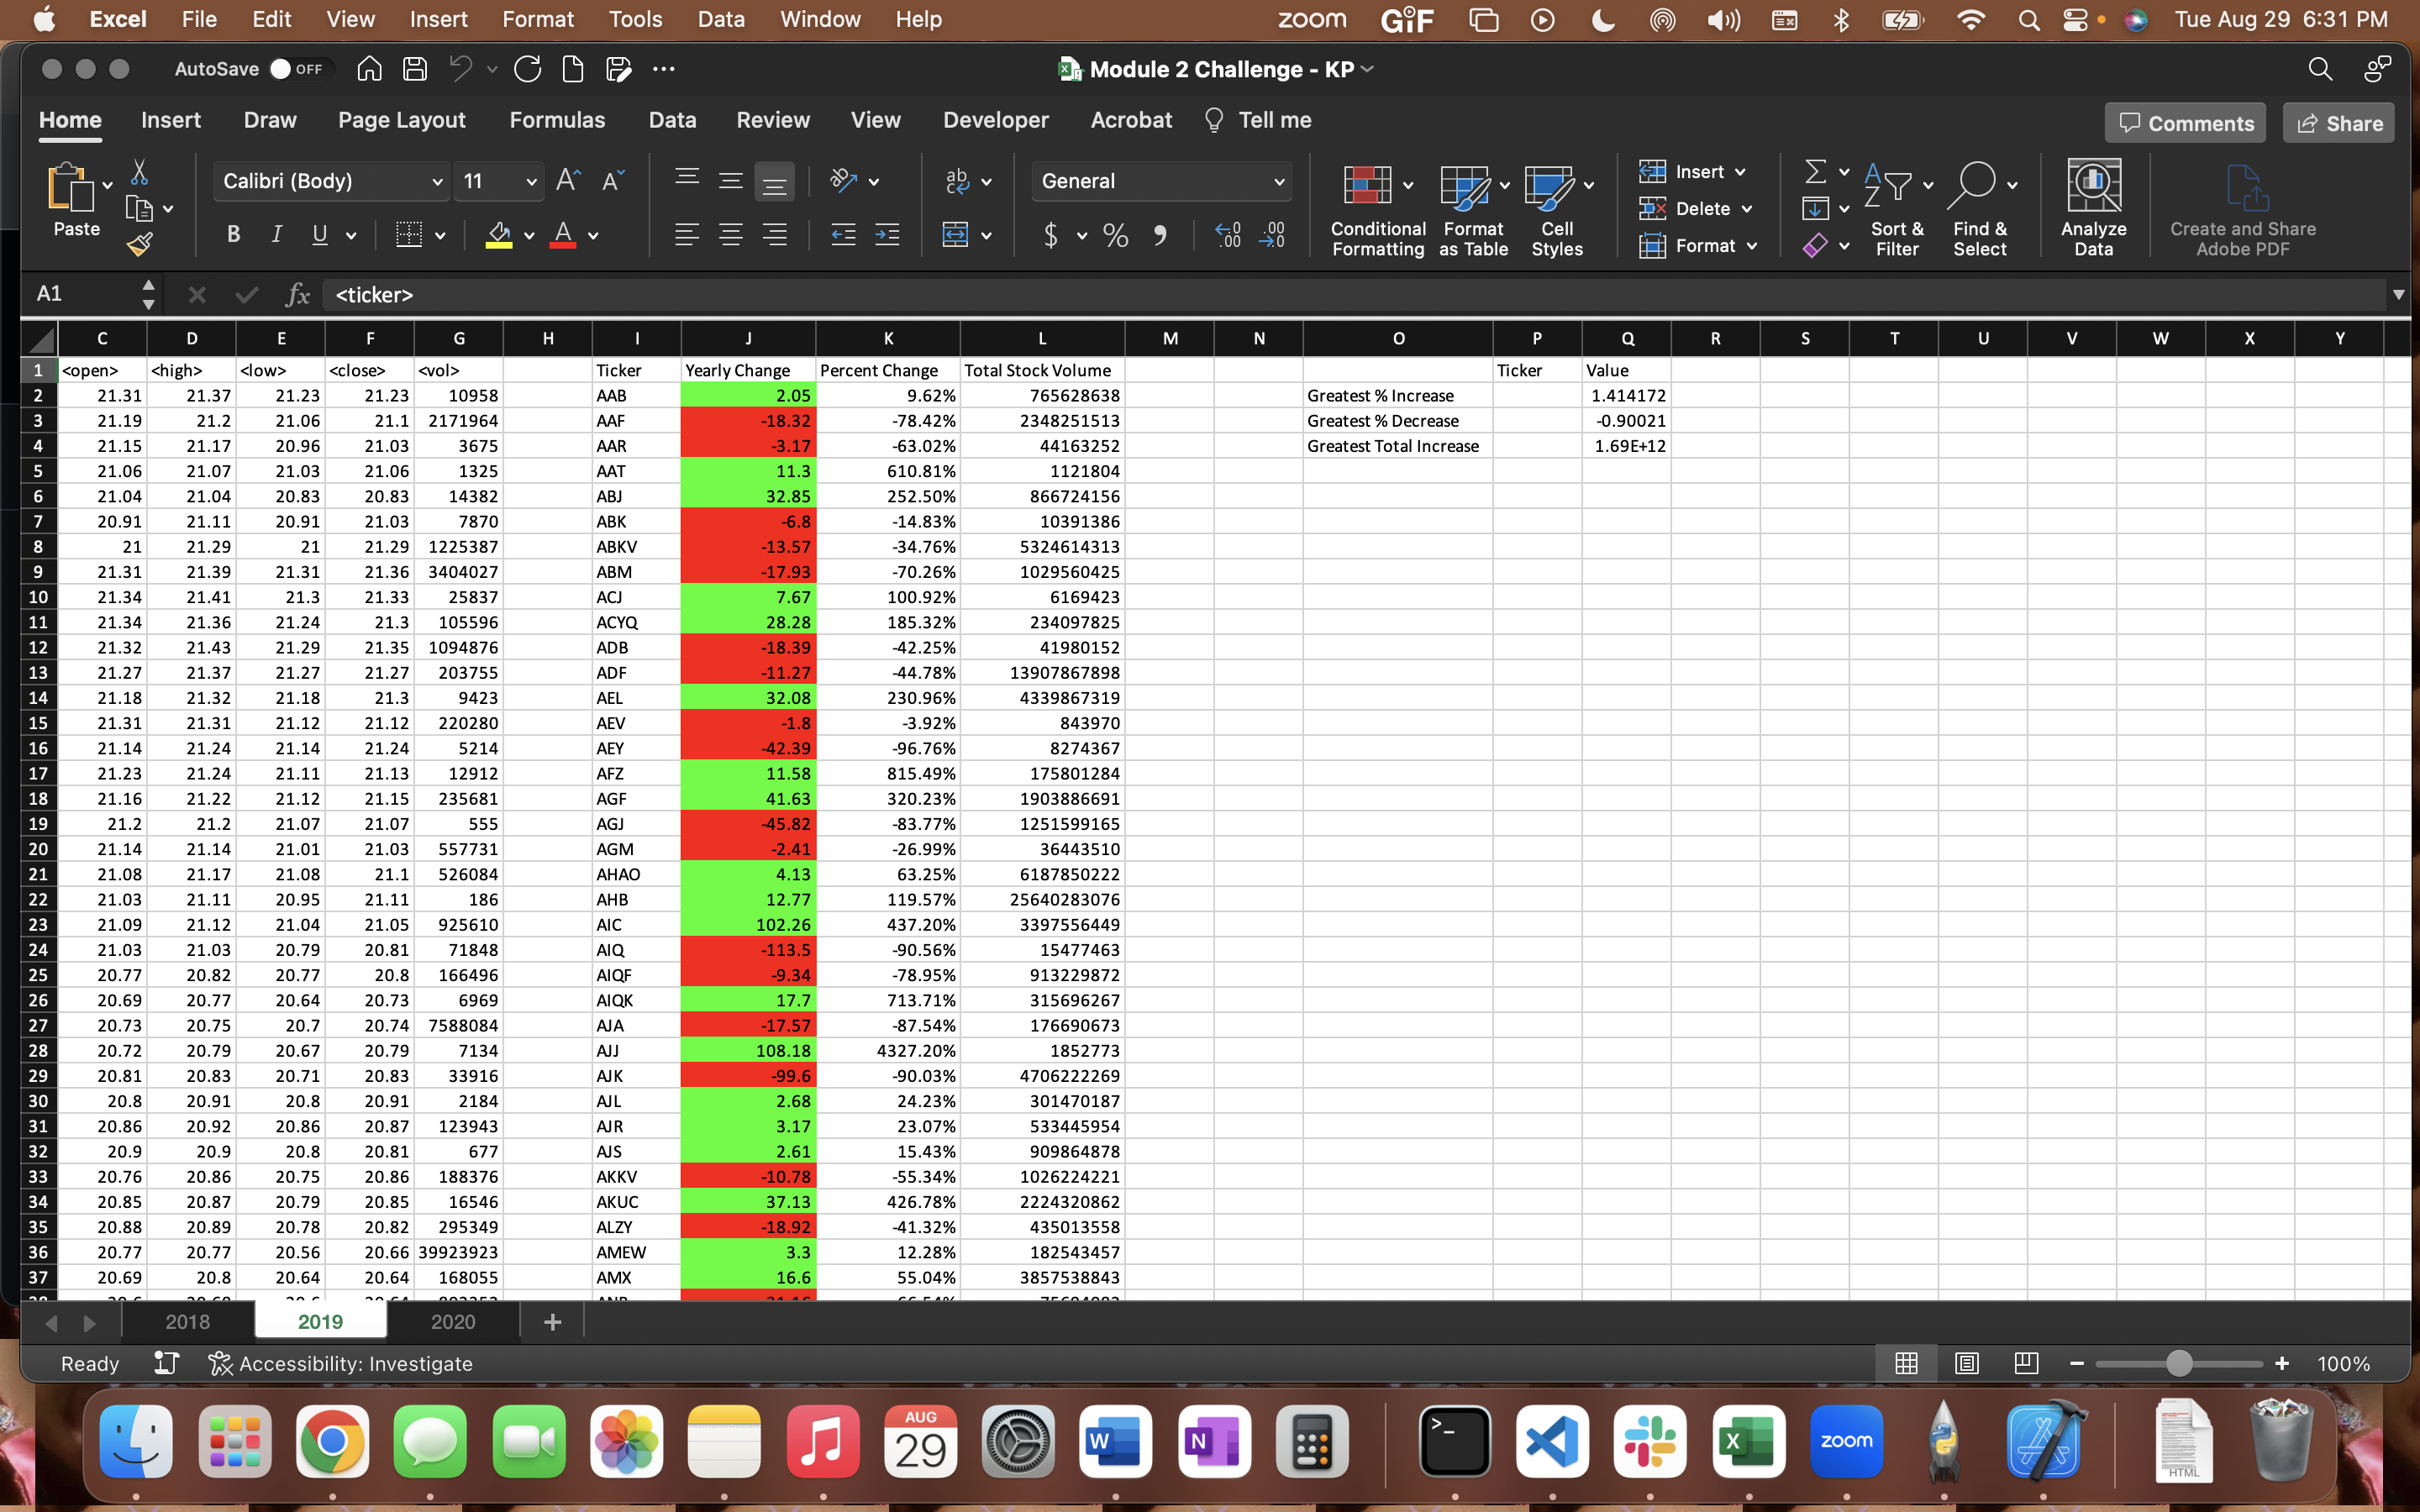 Excel File Edit View Insert Format Tools Data Window Help zoom GIF Tue Aug 29 6:31 PM
AutoSave OFF Module 2 Challenge - KP
Home Insert Draw Page Layout Formulas Data Review View Developer Acrobat Tell me Comments Share
Paste Calibri (Body) 11 General Conditional Formatting Format as Table Cell Styles Insert Delete Format Sort & Filter Find & Select Analyze Data Create and Share Adobe PDF
A1 fx <ticker>
C D E F G H I J K L M N O P Q R S T U V W X Y
1 <open> <high> <low> <close> <vol> Ticker Yearly Change Percent Change Total Stock Volume Ticker Value
2 21.31 21.37 21.23 21.23 10958 AAB 2.05 9.62% 765628638 Greatest % Increase 1.414172
3 21.19 21.2 21.06 21.1 2171964 AAF -18.32 -78.42% 2348251513 Greatest % Decrease -0.90021
4 21.15 21.17 20.96 21.03 3675 AAR -3.17 -63.02% 44163252 Greatest Total Increase 1.69E+12
5 21.06 21.07 21.03 21.06 1325 AAT 11.3 610.81% 1121804
6 21.04 21.04 20.83 20.83 14382 ABJ 32.85 252.50% 866724156
7 20.91 21.11 20.91 21.03 7870 ABK -6.8 -14.83% 10391386
8 21 21.29 21 21.29 1225387 ABKV -13.57 -34.76% 5324614313
9 21.31 21.39 21.31 21.36 3404027 ABM -17.93 -70.26% 1029560425
10 21.34 21.41 21.3 21.33 25837 ACJ 7.67 100.92% 6169423
11 21.34 21.36 21.24 21.3 105596 ACYQ 28.28 185.32% 234097825
12 21.32 21.43 21.29 21.35 1094876 ADB -18.39 -42.25% 41980152
13 21.27 21.37 21.27 21.27 203755 ADF -11.27 -44.78% 13907867898
14 21.18 21.32 21.18 21.3 9423 AEL 32.08 230.96% 4339867319
15 21.31 21.31 21.12 21.12 220280 AEV -1.8 -3.92% 843970
16 21.14 21.24 21.14 21.24 5214 AEY -42.39 -96.76% 8274367
17 21.23 21.24 21.11 21.13 12912 AFZ 11.58 815.49% 175801284
18 21.16 21.22 21.12 21.15 235681 AGF 41.63 320.23% 1903886691
19 21.2 21.2 21.07 21.07 555 AGJ -45.82 -83.77% 1251599165
20 21.14 21.14 21.01 21.03 557731 AGM -2.41 -26.99% 36443510
21 21.08 21.17 21.08 21.1 526084 AHAO 4.13 63.25% 6187850222
22 21.03 21.11 20.95 21.11 186 AHB 12.77 119.57% 25640283076
23 21.09 21.12 21.04 21.05 925610 AIC 102.26 437.20% 3397556449
24 21.03 21.03 20.79 20.81 71848 AIQ -113.5 -90.56% 15477463
25 20.77 20.82 20.77 20.8 166496 AIQF -9.34 -78.95% 913229872
26 20.69 20.77 20.64 20.73 6969 AIQK 17.7 713.71% 315696267
27 20.73 20.75 20.7 20.74 7588084 AJA -17.57 -87.54% 176690673
28 20.72 20.79 20.67 20.79 7134 AJJ 108.18 4327.20% 1852773
29 20.81 20.83 20.71 20.83 33916 AJK -99.6 -90.03% 4706222269
30 20.8 20.91 20.8 20.91 2184 AJL 2.68 24.23% 301470187
31 20.86 20.92 20.86 20.87 123943 AJR 3.17 23.07% 533445954
32 20.9 20.9 20.8 20.81 677 AJS 2.61 15.43% 909864878
33 20.76 20.86 20.75 20.86 188376 AKKV -10.78 -55.34% 1026224221
34 20.85 20.87 20.79 20.85 16546 AKUC 37.13 426.78% 2224320862
35 20.88 20.89 20.78 20.82 295349 ALZY -18.92 -41.32% 435013558
36 20.77 20.77 20.56 20.66 39923923 AMEW 3.3 12.28% 182543457
37 20.69 20.8 20.64 20.64 168055 AMX 16.6 55.04% 3857538843
2018 2019 2020
Ready Accessibility: Investigate 100%
AUG
29
zoom
HTML